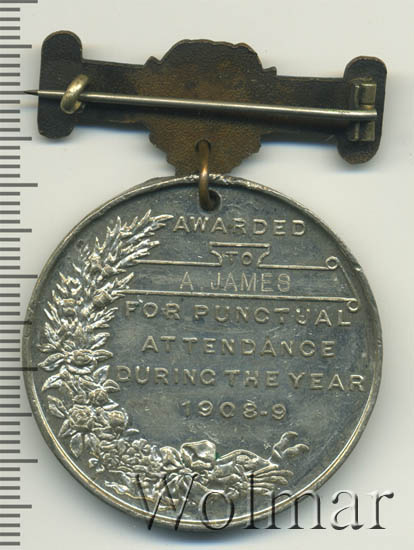 AWARDED
TO
A. JAMES
FOR PUNCTUAL
ATTENDANCE
DURING THE YEAR
1908-9
Wolmar